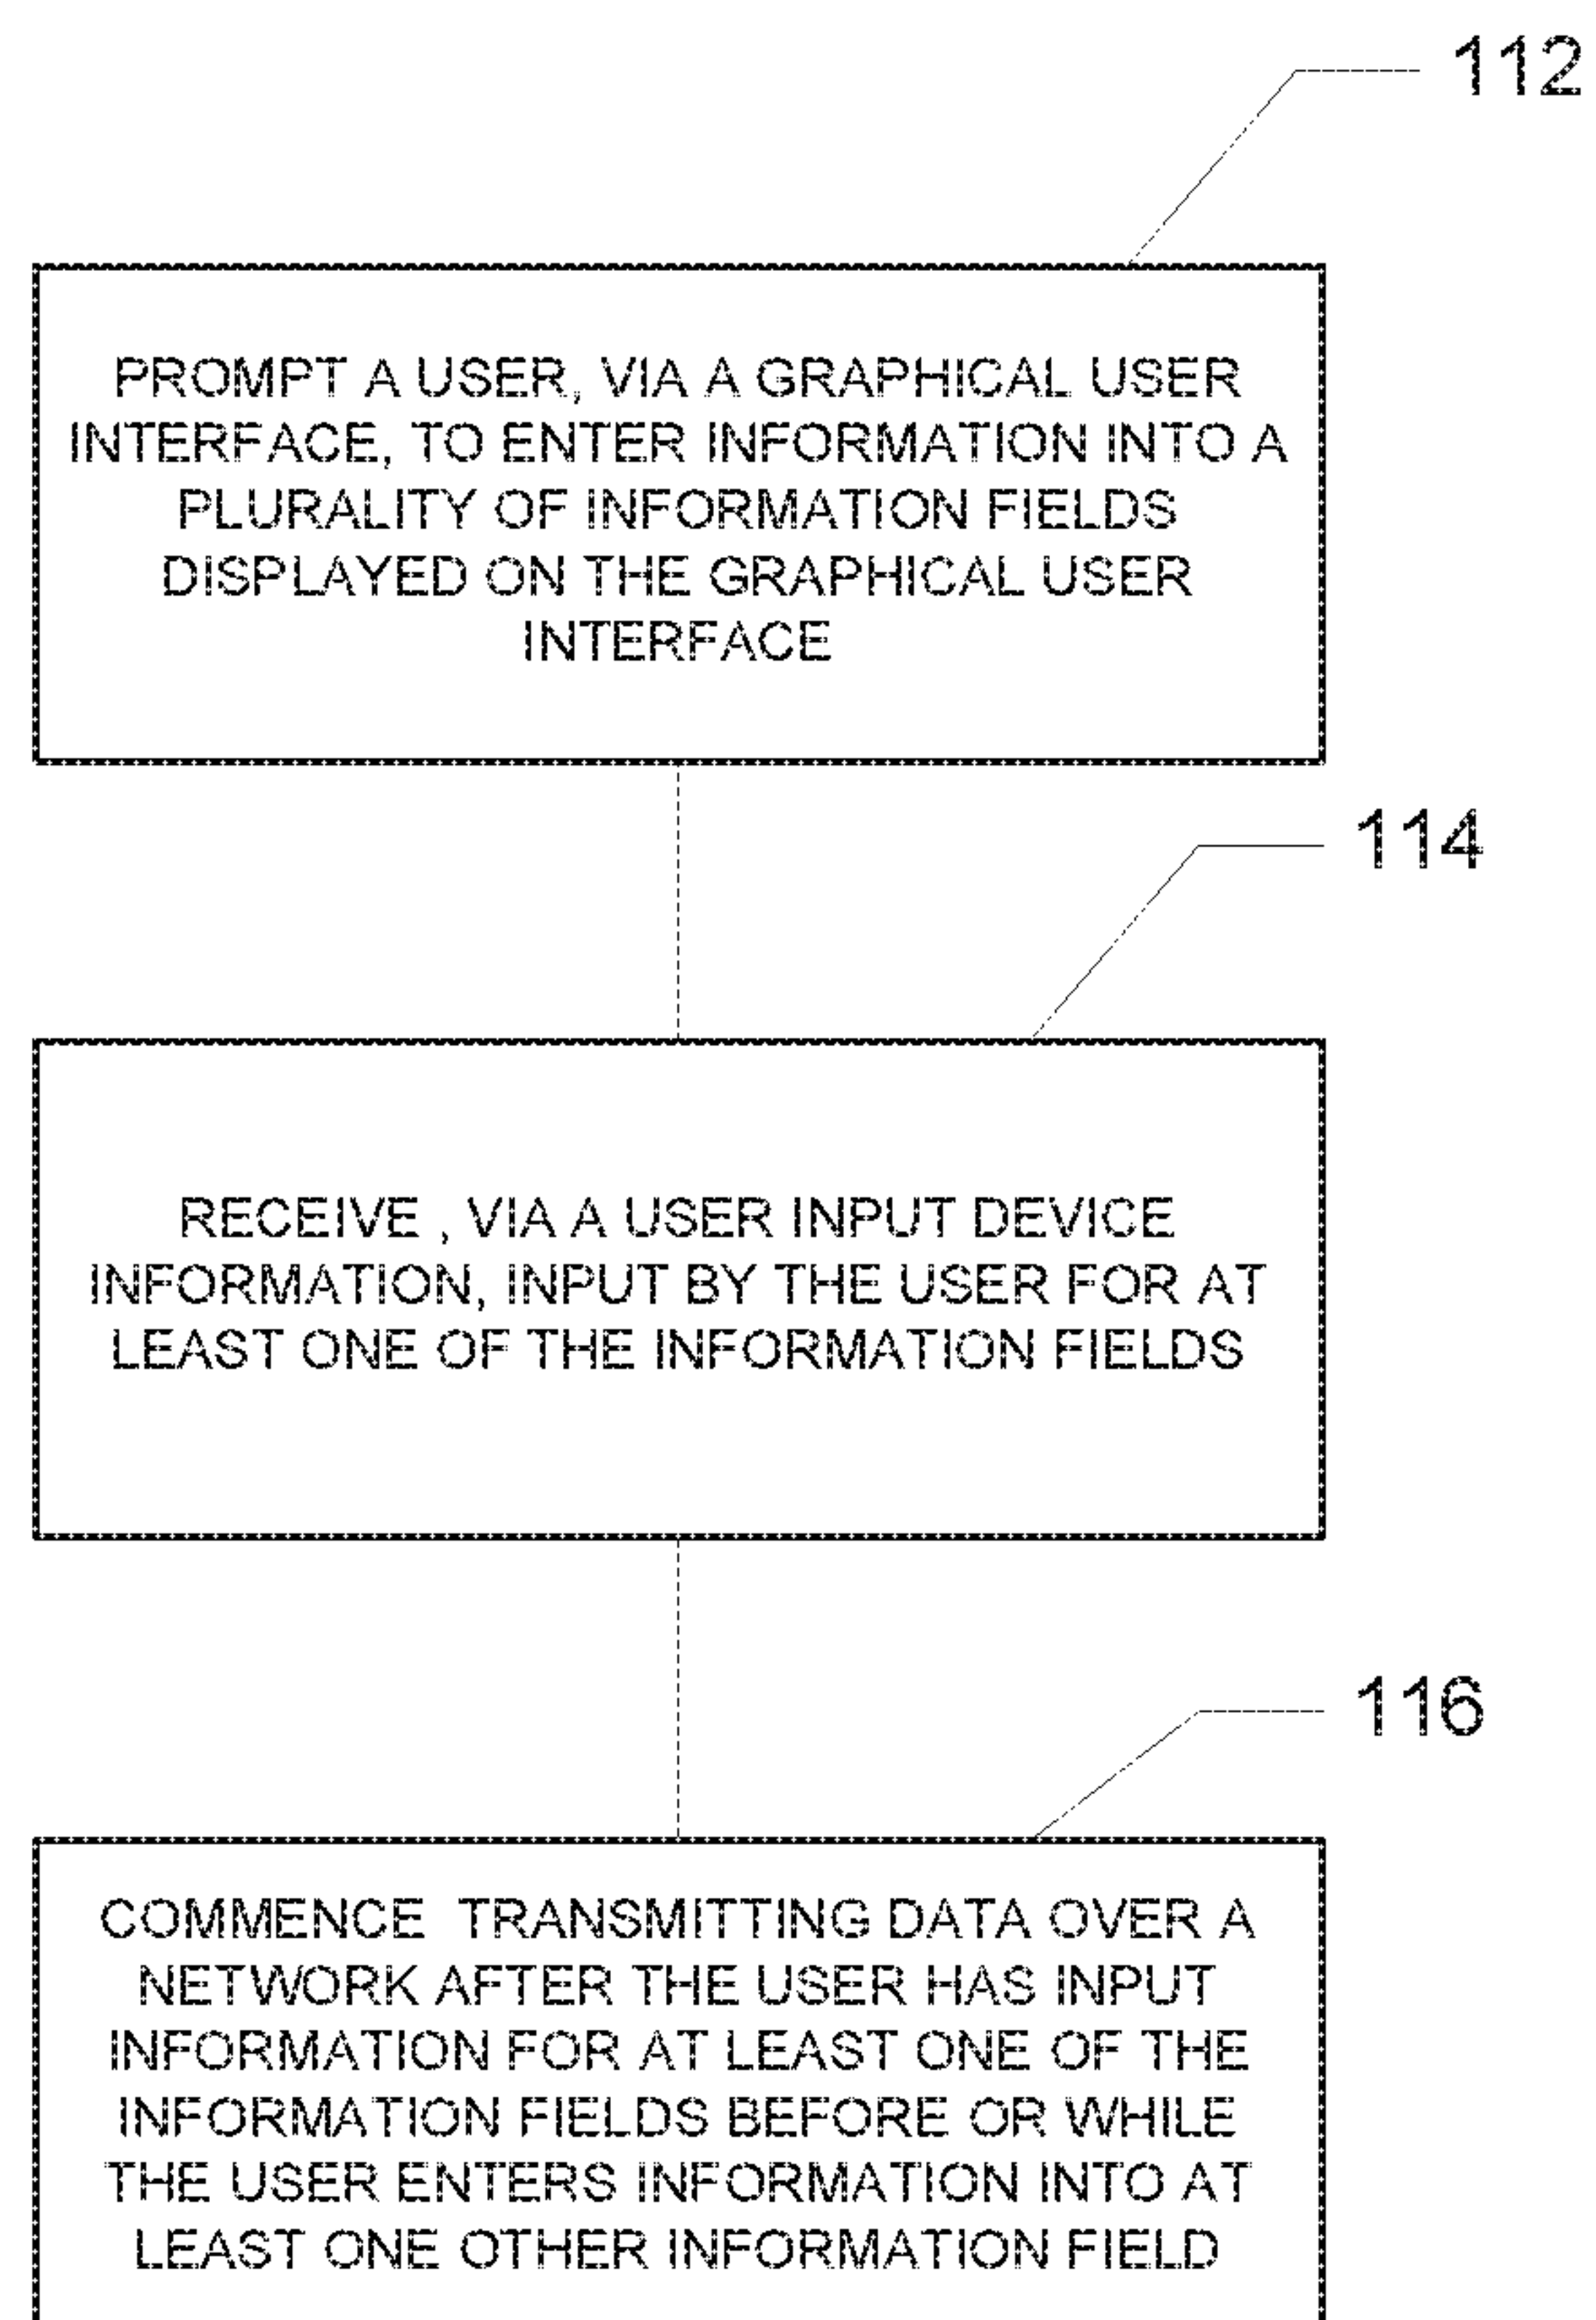 112
PROMPT A USER, VIA A GRAPHICAL USER
INTERFACE, TO ENTER INFORMATION INTO A
PLURALITY OF INFORMATION FIELDS
DISPLAYED ON THE GRAPHICAL USER
INTERFACE
114
RECEIVE , VIA A USER INPUT DEVICE
INFORMATION, INPUT BY THE USER FOR AT
LEAST ONE OF THE INFORMATION FIELDS
116
COMMENCE TRANSMITTING DATA OVER A
NETWORK AFTER THE USER HAS INPUT
INFORMATION FOR AT LEAST ONE OF THE
INFORMATION FIELDS BEFORE OR WHILE
THE USER ENTERS INFORMATION INTO AT
LEAST ONE OTHER INFORMATION FIELD